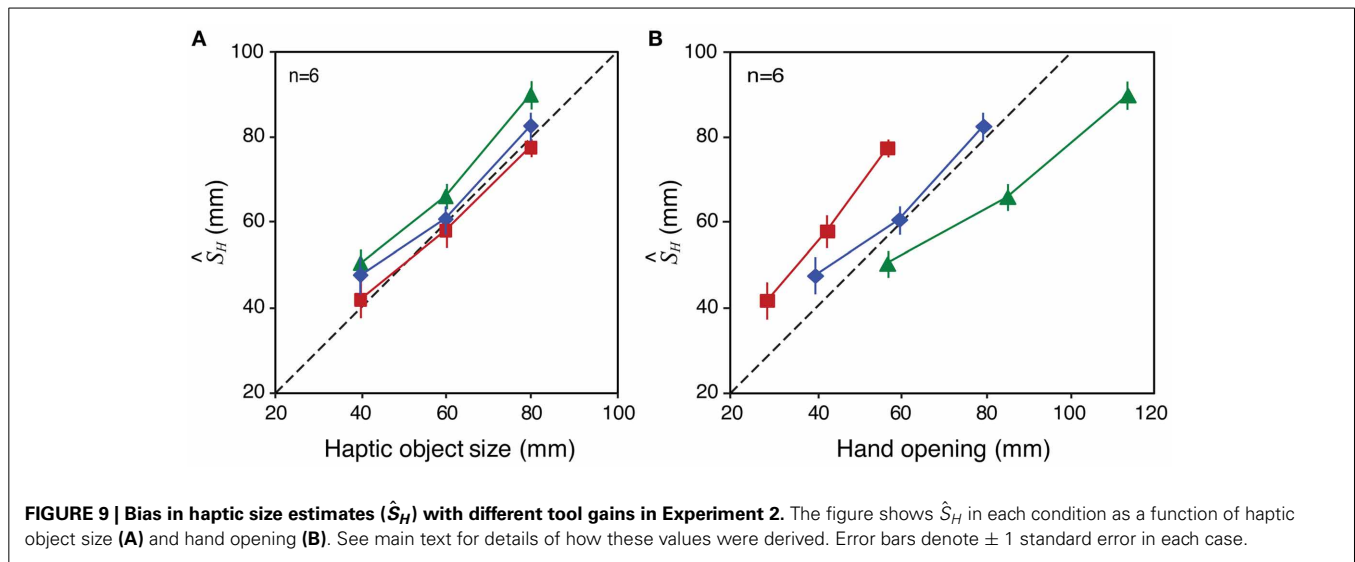 A
100
80
60
40
20
n=6
Ŝ_H (mm)
20 40 60 80 100
Haptic object size (mm)
B
100
80
60
40
20
n=6
Ŝ_H (mm)
20 40 60 80 100 120
Hand opening (mm)
FIGURE 9 | Bias in haptic size estimates (Ŝ_H) with different tool gains in Experiment 2. The figure shows Ŝ_H in each condition as a function of haptic
object size (A) and hand opening (B). See main text for details of how these values were derived. Error bars denote ± 1 standard error in each case.